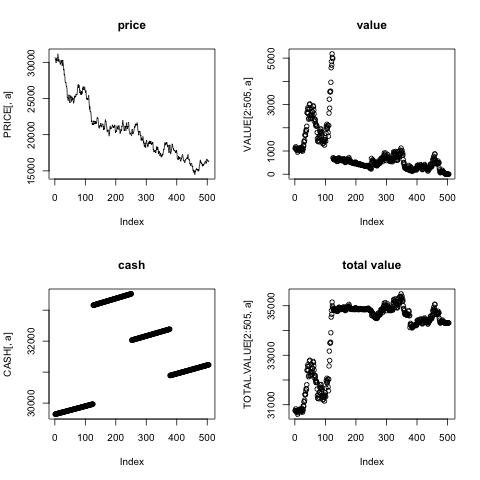 price
PRICE[, a]
15000 20000 25000 30000
0 100 200 300 400 500
Index
value
VALUE[2:505, a]
0 1000 3000 5000
0 100 200 300 400 500
Index
cash
CASH[, a]
30000 32000
0 100 200 300 400 500
Index
total value
TOTAL.VALUE[2:505, a]
31000 33000 35000
0 100 200 300 400 500
Index